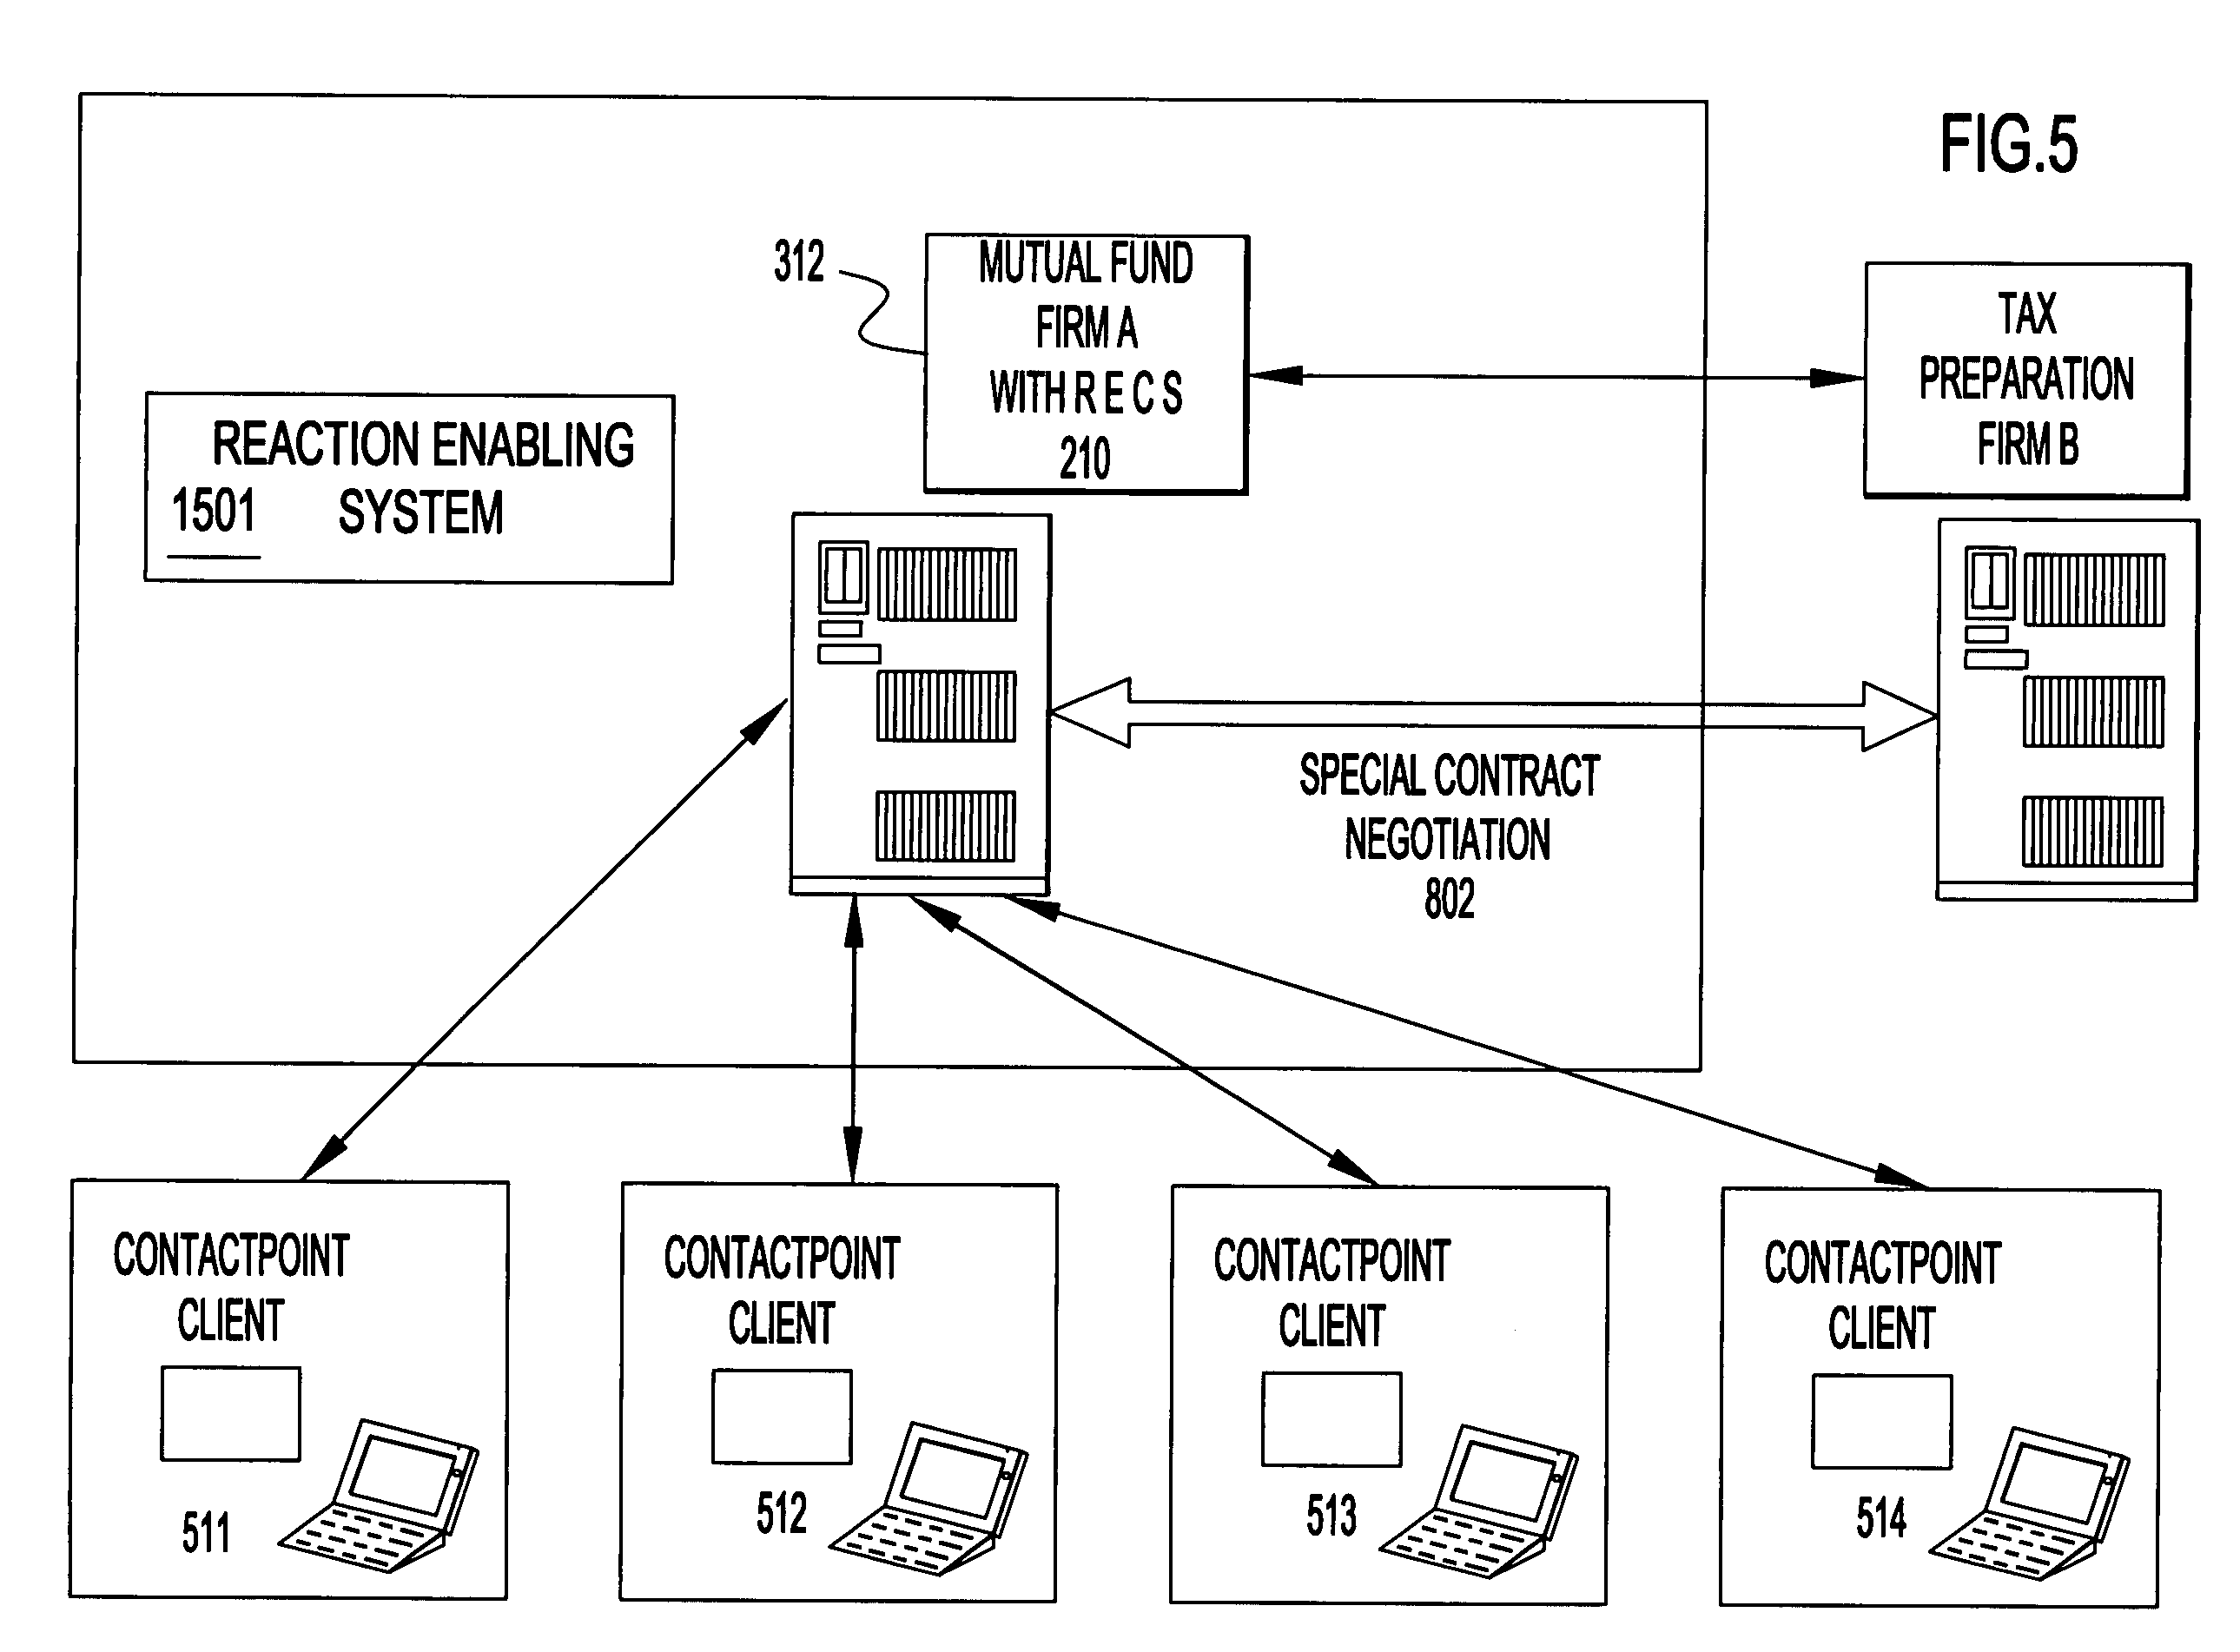 FIG.5
312
MUTUAL FUND
FIRM A
WITH R E C S
210
TAX
PREPARATION
FIRM B
REACTION ENABLING
1501 SYSTEM
SPECIAL CONTRACT
NEGOTIATION
802
CONTACTPOINT
CLIENT
511
CONTACTPOINT
CLIENT
512
CONTACTPOINT
CLIENT
513
CONTACTPOINT
CLIENT
514